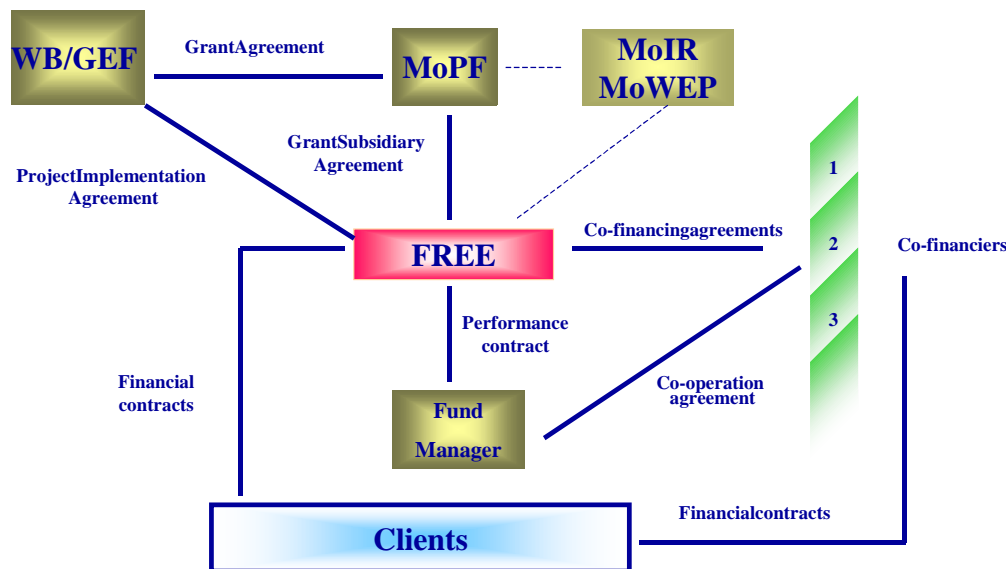 WB/GEF
GrantAgreement
MoPF
MoIR
MoWEP
GrantSubsidiary
Agreement
ProjectImplementation
Agreement
1
2
3
Co-financingagreements
Co-financiers
FREE
Performance
contract
Financial
contracts
Co-operation
agreement
Fund
Manager
Financialcontracts
Clients